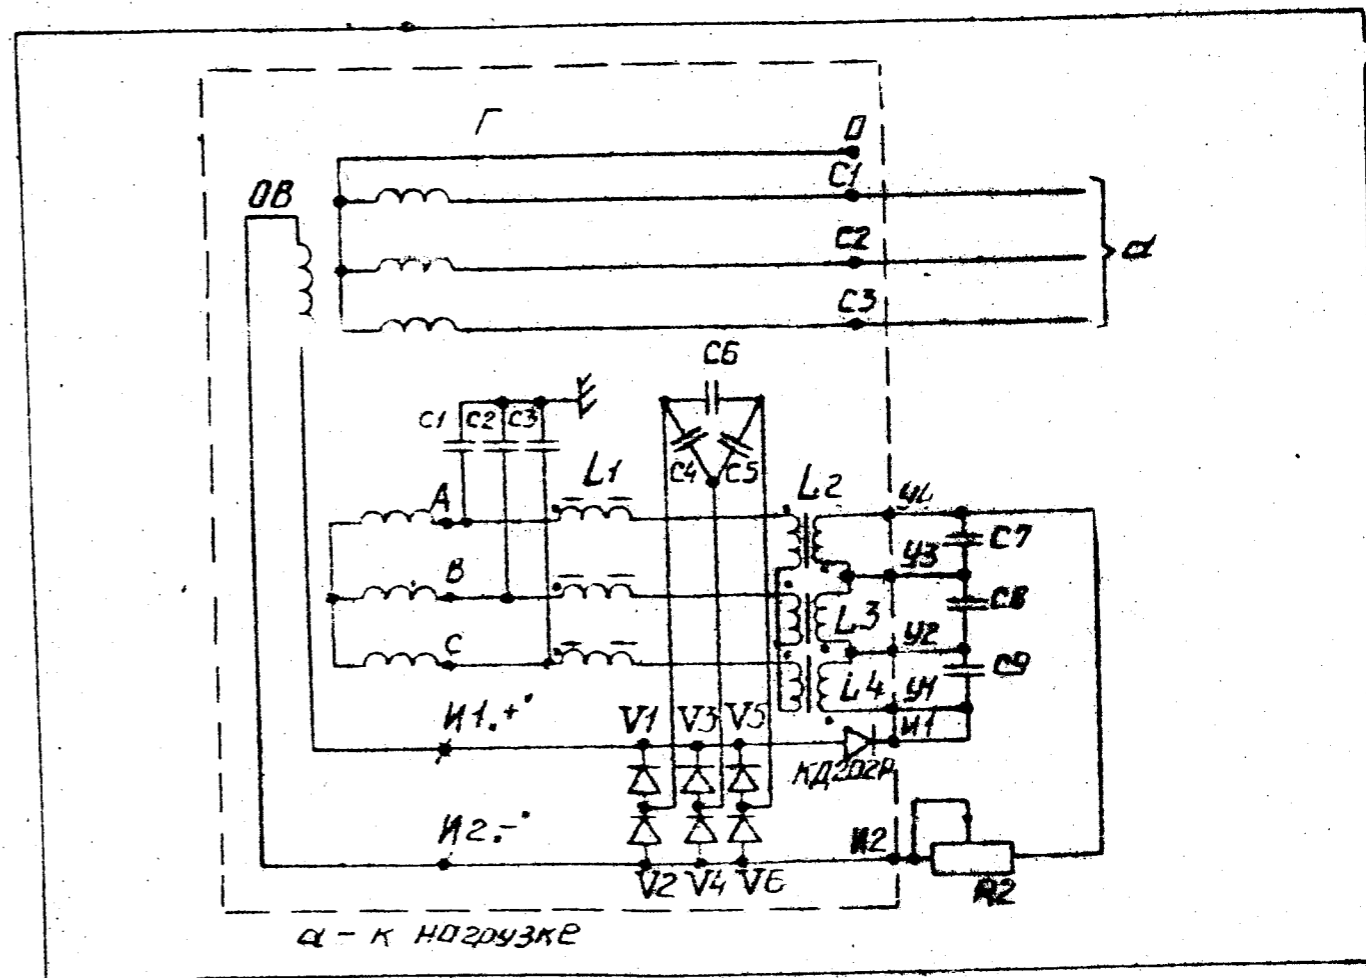 Г
0
С1
ОВ
С2
α
С3
С6
С1 С2 С3
С4 С5
L1
L2
А
У4
С7
У3
В
С8
L3
У2
С
С9
L4
У1
И1.+
V1 V3 V5
И1
КД202Р
И2.-
И2
V2 V4 V6
R2
α - к нагрузке